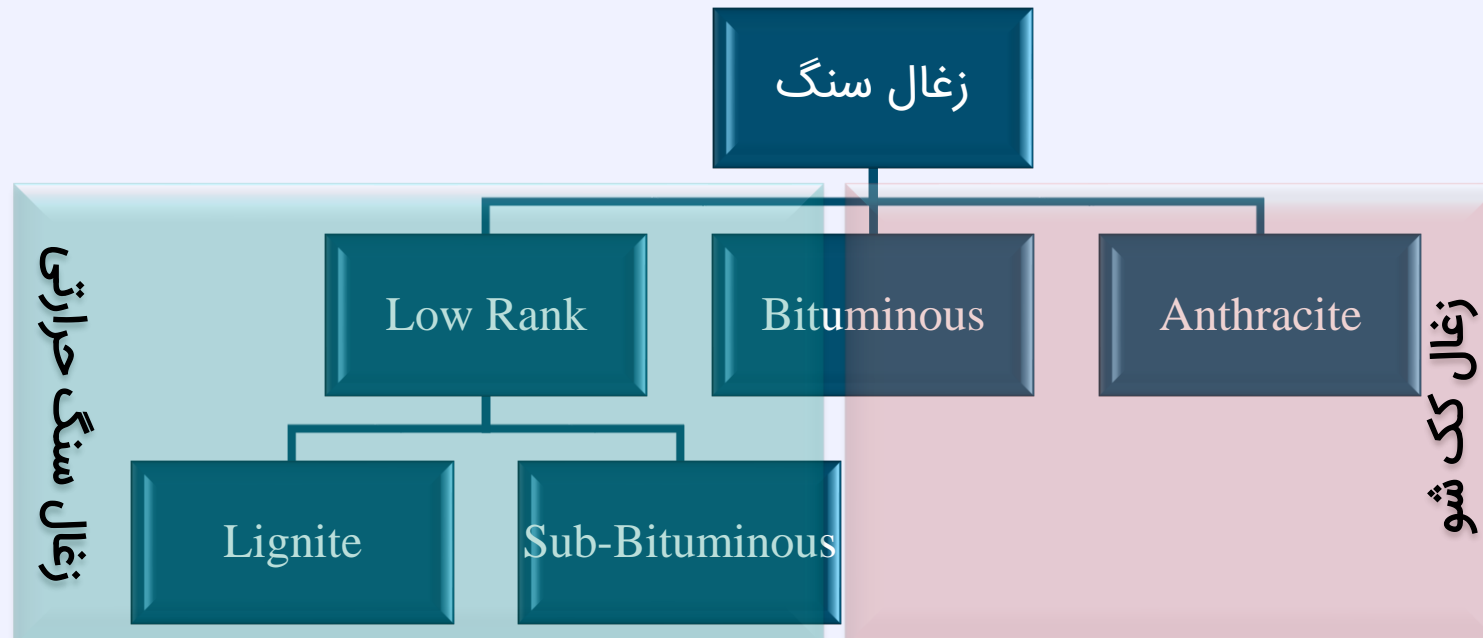 زغال سنگ
Low Rank
Bituminous
Anthracite
Lignite
Sub-Bituminous
زغال سنگ حرارتی
زغال کک شو